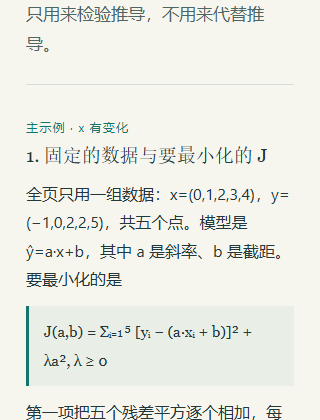 只用来检验推导，不用来代替推
导。
主示例 · x 有变化
1. 固定的数据与要最小化的 J
全页只用一组数据：x=(0,1,2,3,4)，y=
(−1,0,2,2,5)，共五个点。模型是
ŷ=a·x+b，其中 a 是斜率、b 是截距。
要最小化的是
J(a,b) = Σᵢ₌₁⁵ [yᵢ − (a·xᵢ + b)]² +
λa², λ ≥ 0
第一项把五个残差平方逐个相加，每